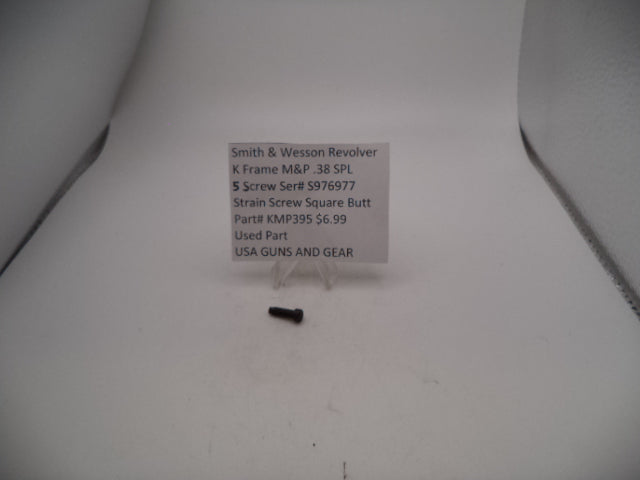 Smith & Wesson Revolver
K Frame M&P .38 SPL
5 Screw Ser# S976977
Strain Screw Square Butt
Part# KMP395 $6.99
Used Part
USA GUNS AND GEAR